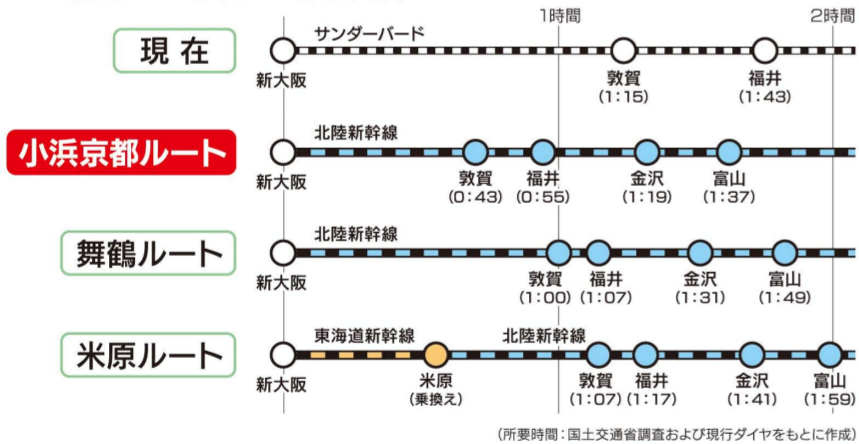 1時間
2時間
現在
サンダーバード
新大阪
敦賀
(1:15)
福井
(1:43)
小浜京都ルート
北陸新幹線
新大阪
敦賀
(0:43)
福井
(0:55)
金沢
(1:19)
富山
(1:37)
舞鶴ルート
北陸新幹線
新大阪
敦賀
(1:00)
福井
(1:07)
金沢
(1:31)
富山
(1:49)
米原ルート
東海道新幹線
北陸新幹線
新大阪
米原
(乗換え)
敦賀
(1:07)
福井
(1:17)
金沢
(1:41)
富山
(1:59)
(所要時間:国土交通省調査および現行ダイヤをもとに作成)